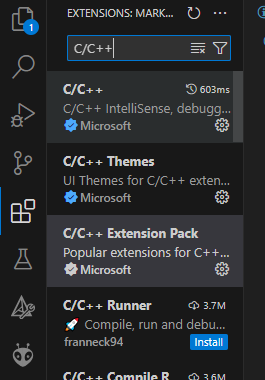 EXTENSIONS: MARK...
1
C/C++
C/C++ 603ms
C/C++ IntelliSense, debugg...
Microsoft
C/C++ Themes
UI Themes for C/C++ exten...
Microsoft
C/C++ Extension Pack
Popular extensions for C++...
Microsoft
C/C++ Runner 3.7M
🚀 Compile, run and debu...
franneck94 Install
C/C++ Compile R 3.6M